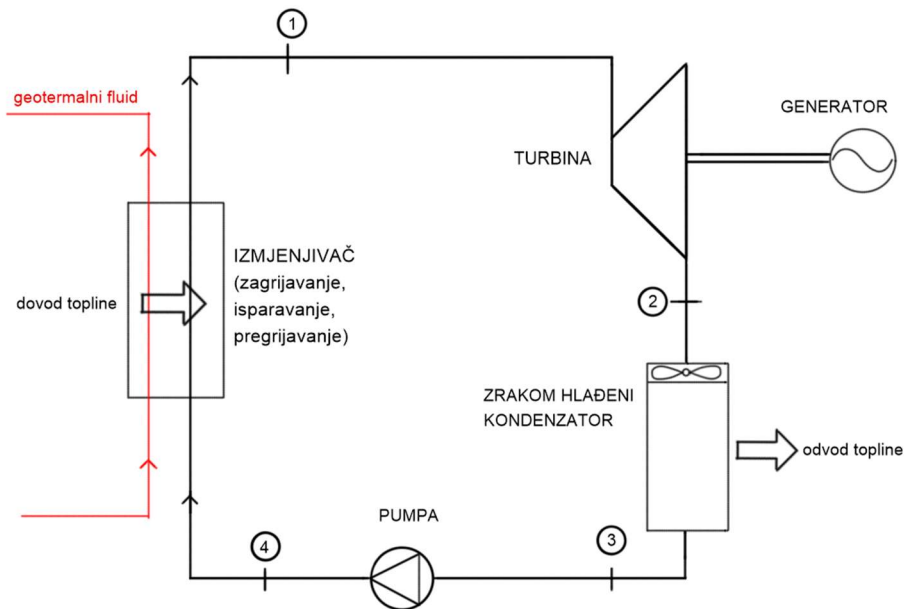 1
geotermalni fluid
GENERATOR
TURBINA
IZMJENJIVAČ
(zagrijavanje,
isparavanje,
pregrijavanje)
dovod topline
2
ZRAKOM HLAĐENI
KONDENZATOR
odvod topline
PUMPA
3
4